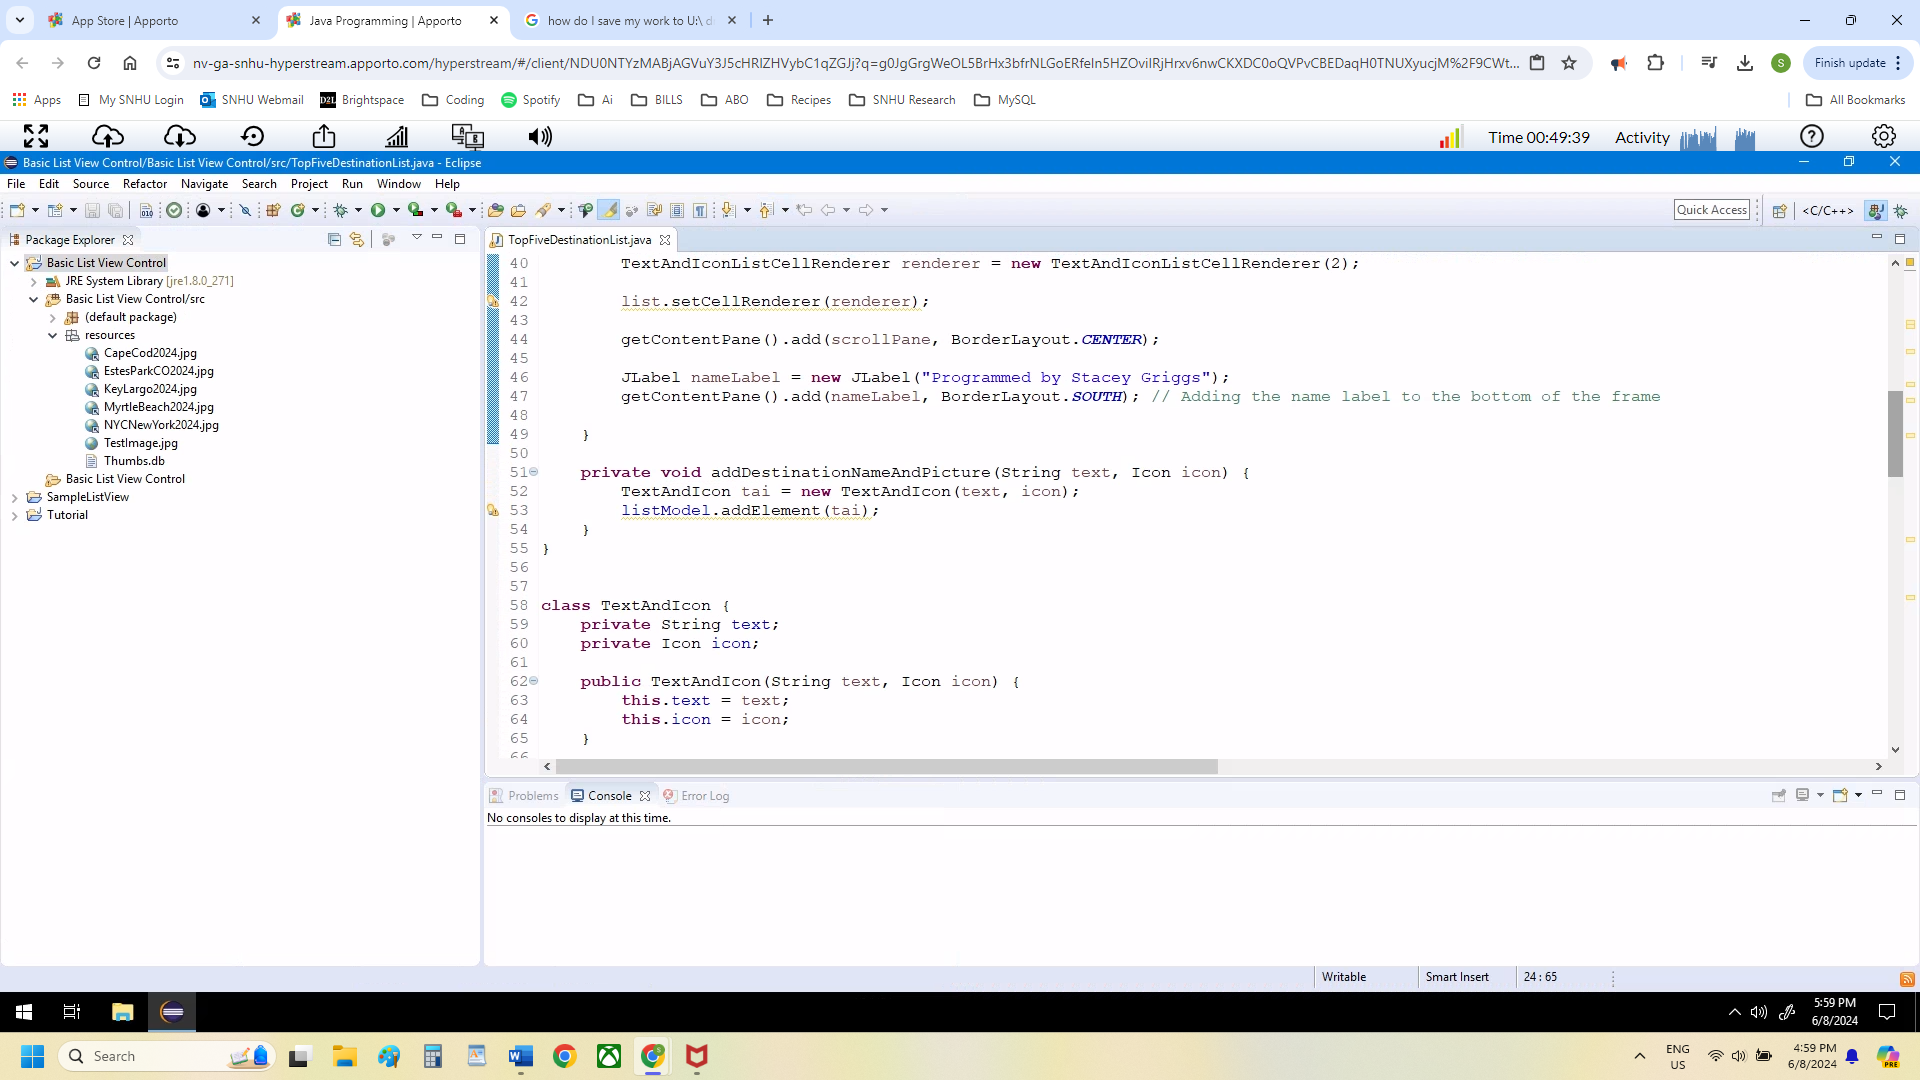 App Store | Apporto
Java Programming | Apporto
how do I save my work to U:\ d
nv-ga-snhu-hyperstream.apporto.com/hyperstream/#/client/NDU0NTYzMABjAGVuY3J5cHRlZHVybC1qZGJj?q=g0JgGrgWeOL5BrHx3bfrNLGoERfeIn5HZOvilRjHrxv6nwCKXDC0oQVPvCBEDaqH0TNUXyucjM%2F9CWt...
Finish update
Apps
My SNHU Login
SNHU Webmail
Brightspace
Coding
Spotify
Ai
BILLS
ABO
Recipes
SNHU Research
MySQL
All Bookmarks
Time 00:49:39
Activity
Basic List View Control/Basic List View Control/src/TopFiveDestinationList.java - Eclipse
File Edit Source Refactor Navigate Search Project Run Window Help
Quick Access
<C/C++>
Package Explorer
Basic List View Control
JRE System Library [jre1.8.0_271]
Basic List View Control/src
(default package)
resources
CapeCod2024.jpg
EstesParkCO2024.jpg
KeyLargo2024.jpg
MyrtleBeach2024.jpg
NYCNewYork2024.jpg
TestImage.jpg
Thumbs.db
Basic List View Control
SampleListView
Tutorial
TopFiveDestinationList.java
40 TextAndIconListCellRenderer renderer = new TextAndIconListCellRenderer(2);
41
42 list.setCellRenderer(renderer);
43
44 getContentPane().add(scrollPane, BorderLayout.CENTER);
45
46 JLabel nameLabel = new JLabel("Programmed by Stacey Griggs");
47 getContentPane().add(nameLabel, BorderLayout.SOUTH); // Adding the name label to the bottom of the frame
48
49 }
50
51 private void addDestinationNameAndPicture(String text, Icon icon) {
52 TextAndIcon tai = new TextAndIcon(text, icon);
53 listModel.addElement(tai);
54 }
55 }
56
57
58 class TextAndIcon {
59 private String text;
60 private Icon icon;
61
62 public TextAndIcon(String text, Icon icon) {
63 this.text = text;
64 this.icon = icon;
65 }
66
Problems
Console
Error Log
No consoles to display at this time.
Writable
Smart Insert
24 : 65
5:59 PM
6/8/2024
Search
ENG
US
4:59 PM
6/8/2024